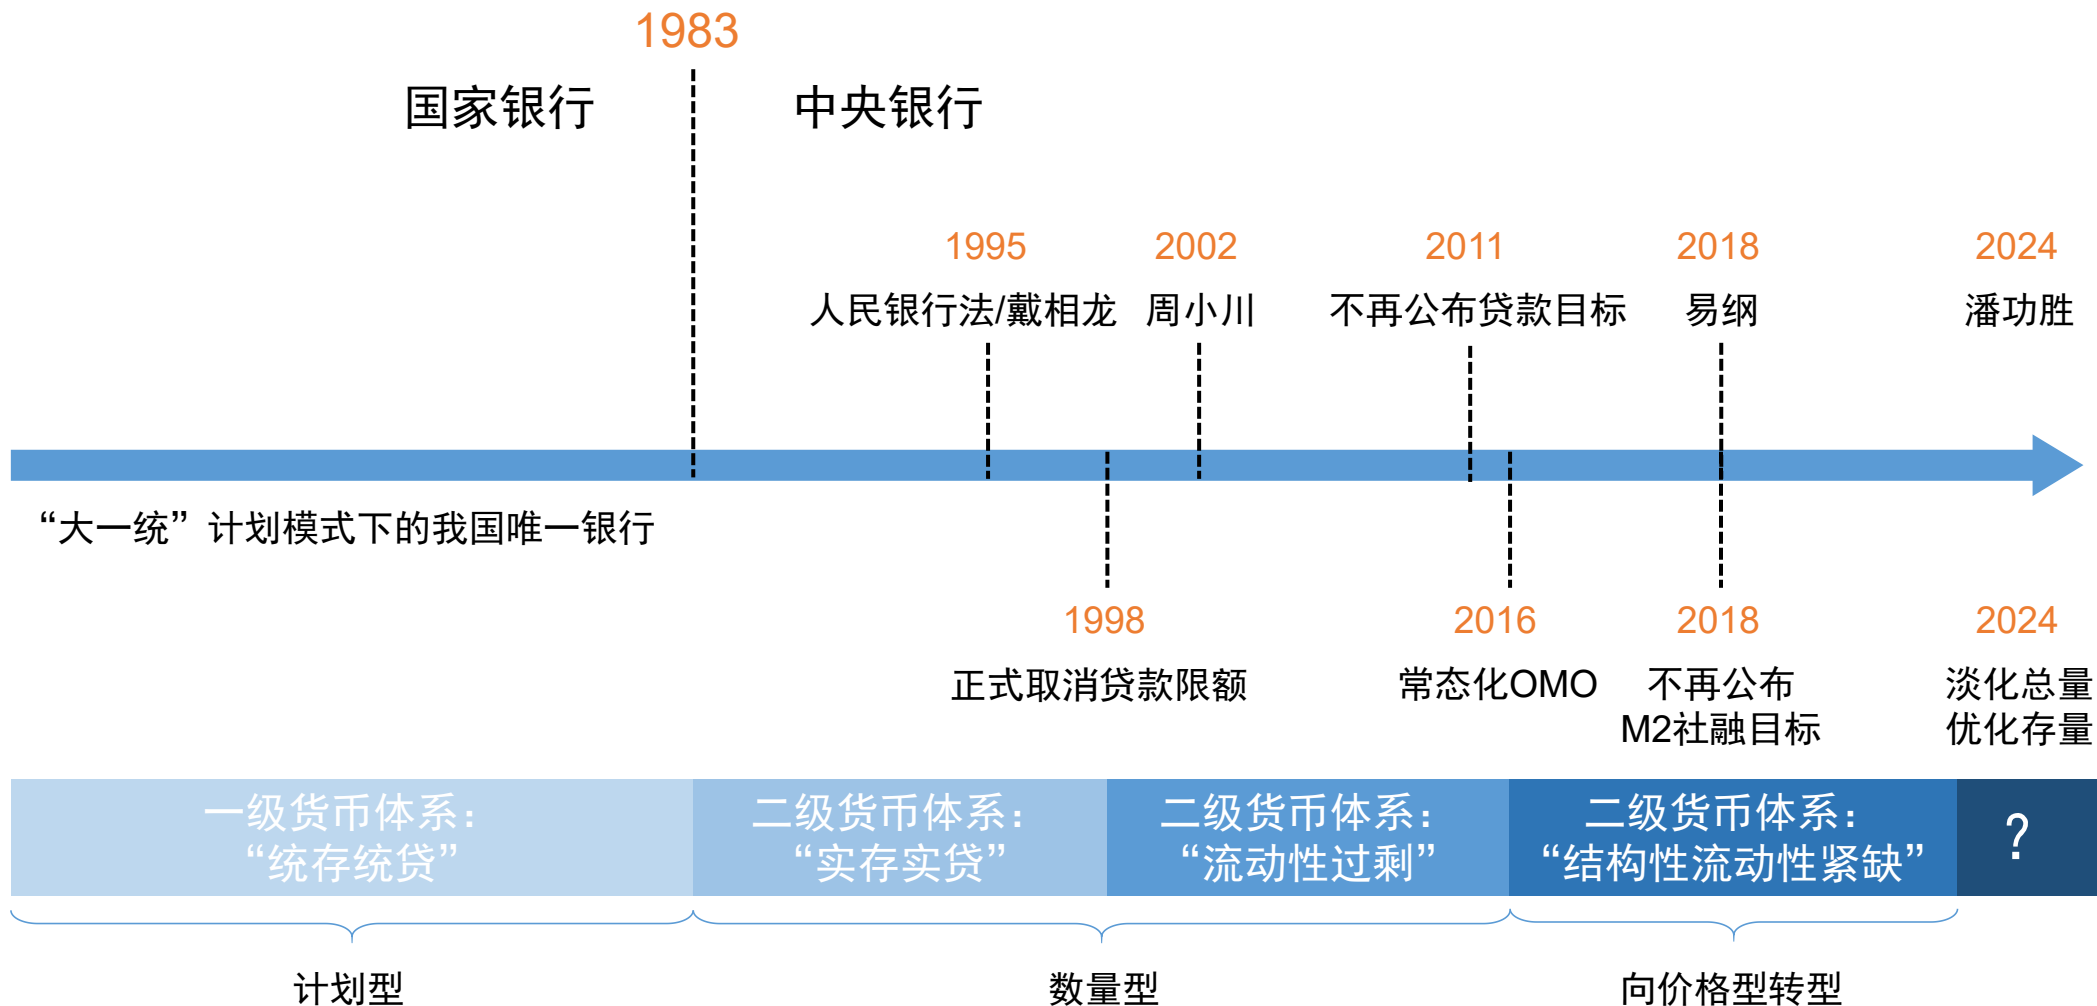 1983
国家银行
中央银行
1995
2002
2011
2018
2024
人民银行法/戴相龙
周小川
不再公布贷款目标
易纲
潘功胜
“大一统”计划模式下的我国唯一银行
1998
2016
2018
2024
正式取消贷款限额
常态化OMO
不再公布
M2社融目标
淡化总量
优化存量
一级货币体系：
“统存统贷”
二级货币体系：
“实存实贷”
二级货币体系：
“流动性过剩”
二级货币体系：
“结构性流动性紧缺”
？
计划型
数量型
向价格型转型